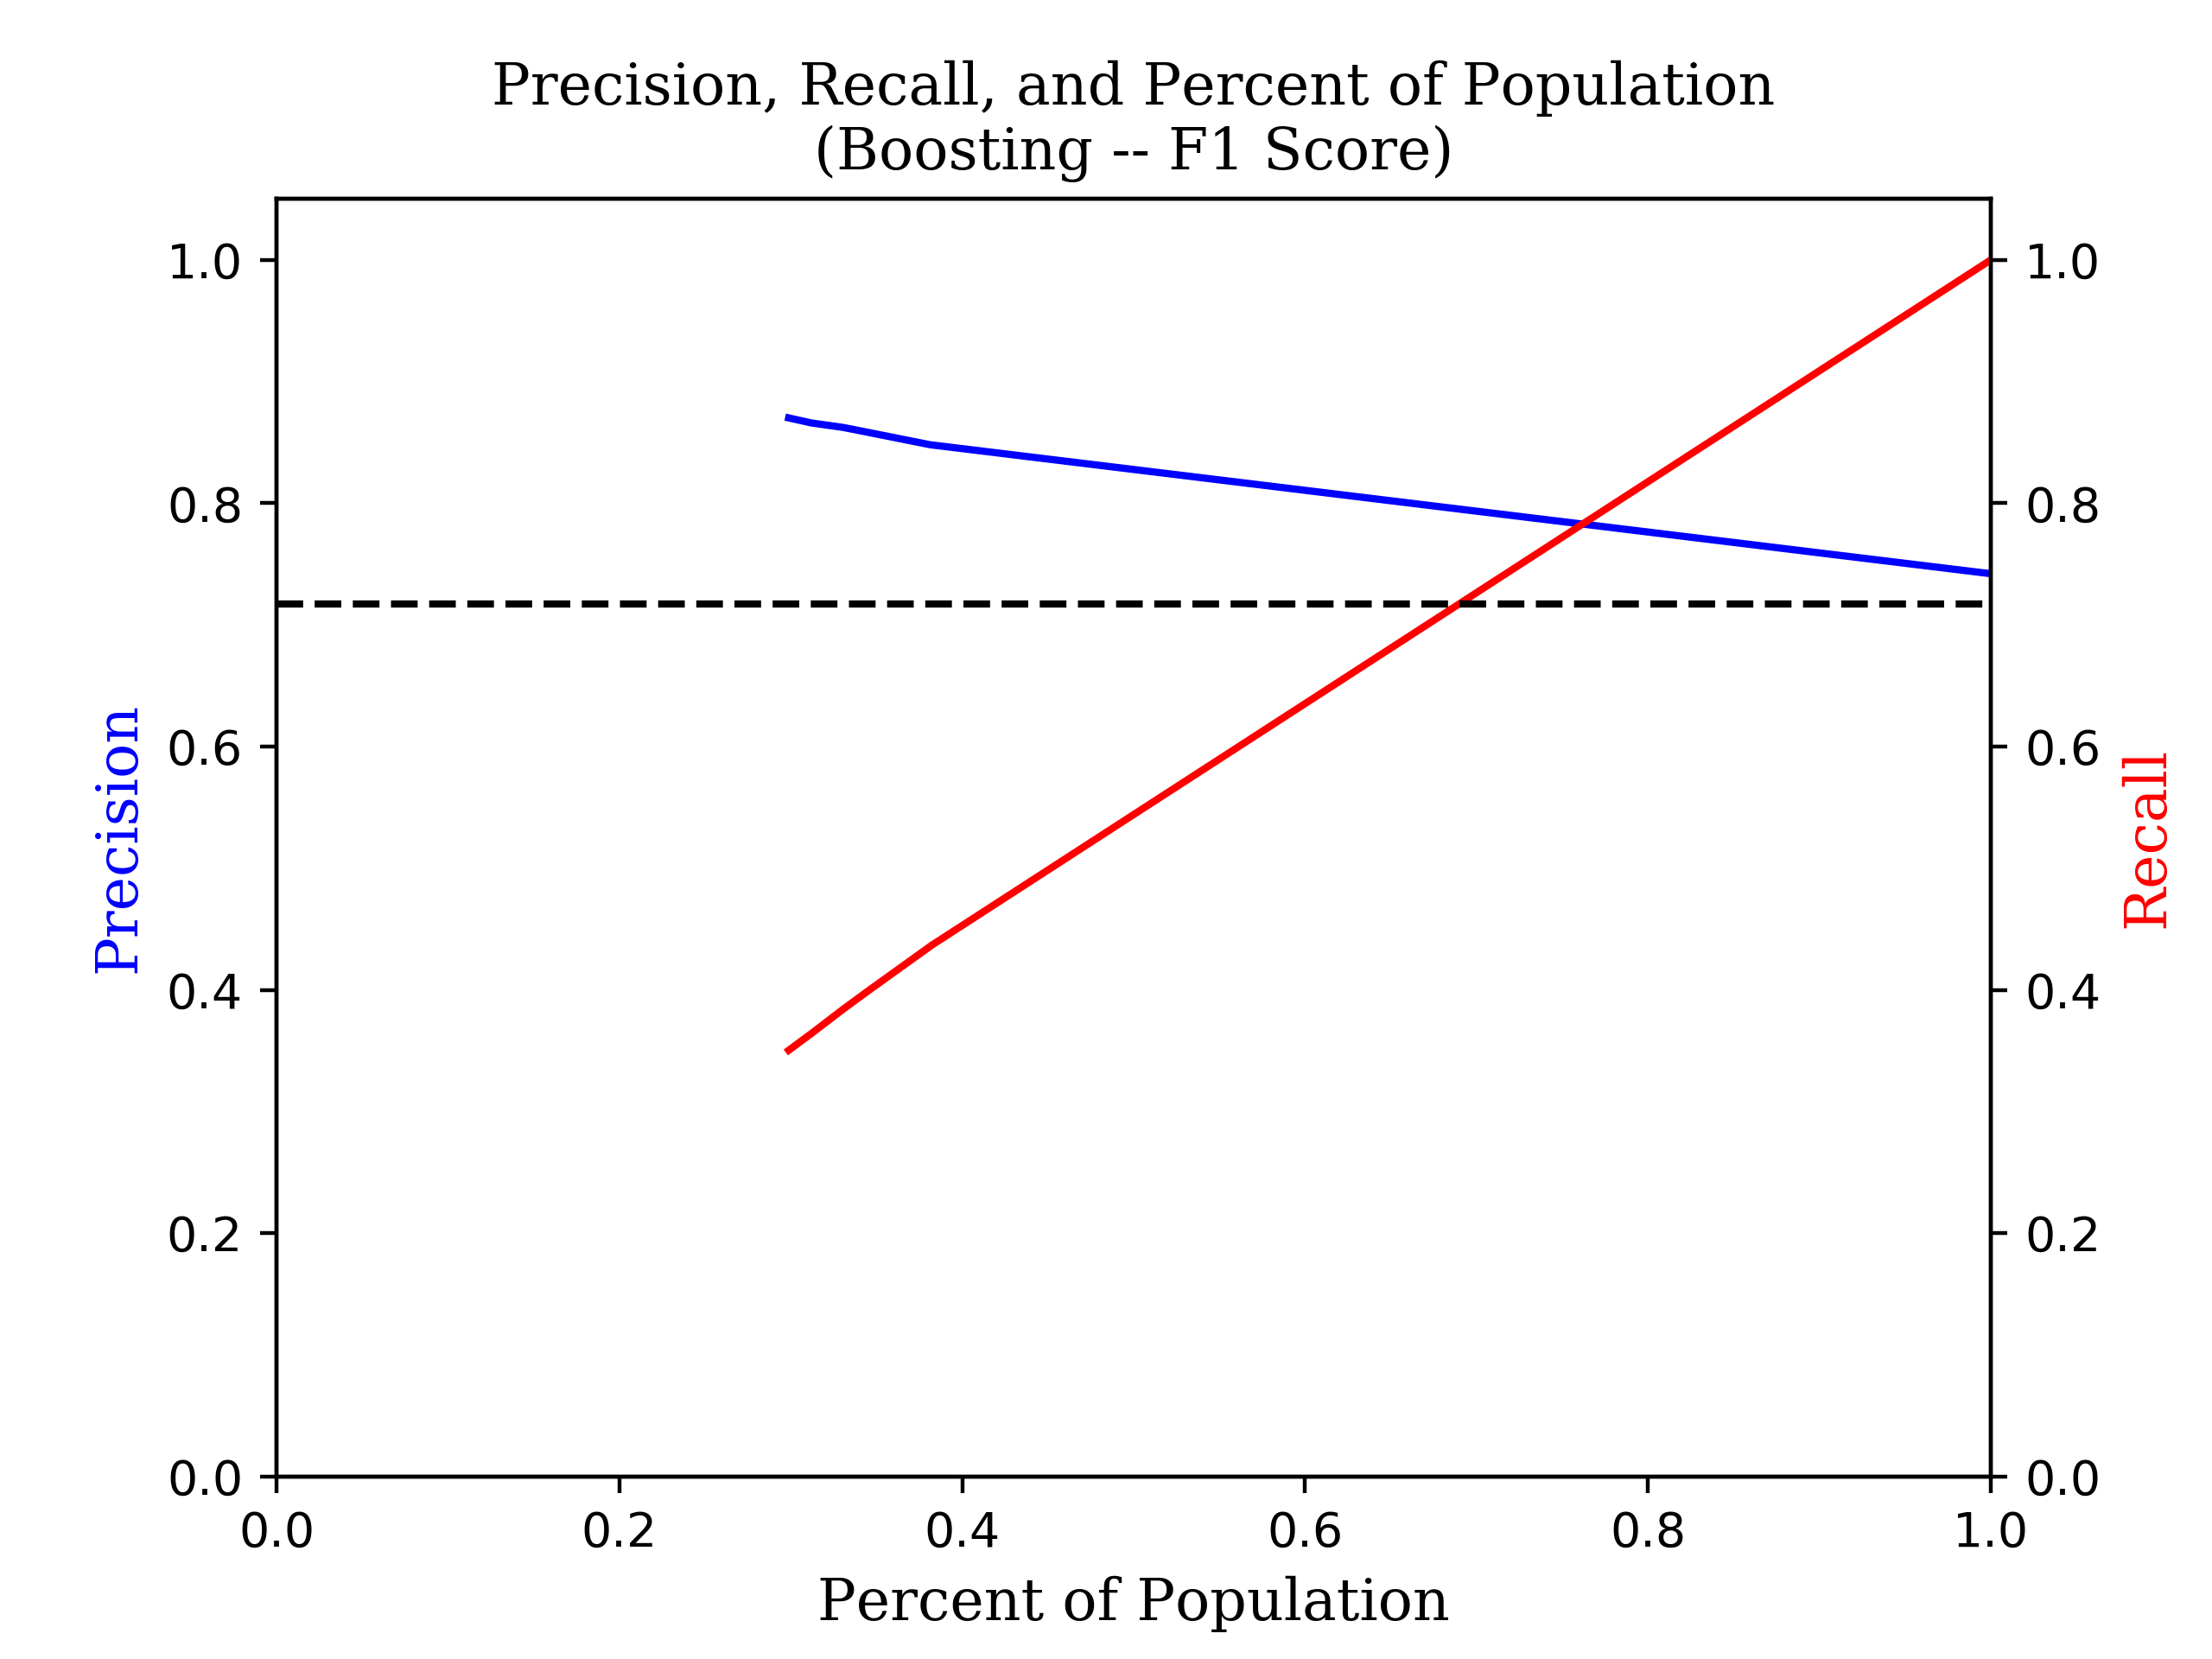 Precision, Recall, and Percent of Population
(Boosting -- F1 Score)
1.0
0.8
0.6
0.4
0.2
0.0
Precision
1.0
0.8
0.6
0.4
0.2
0.0
Recall
0.0 0.2 0.4 0.6 0.8 1.0
Percent of Population